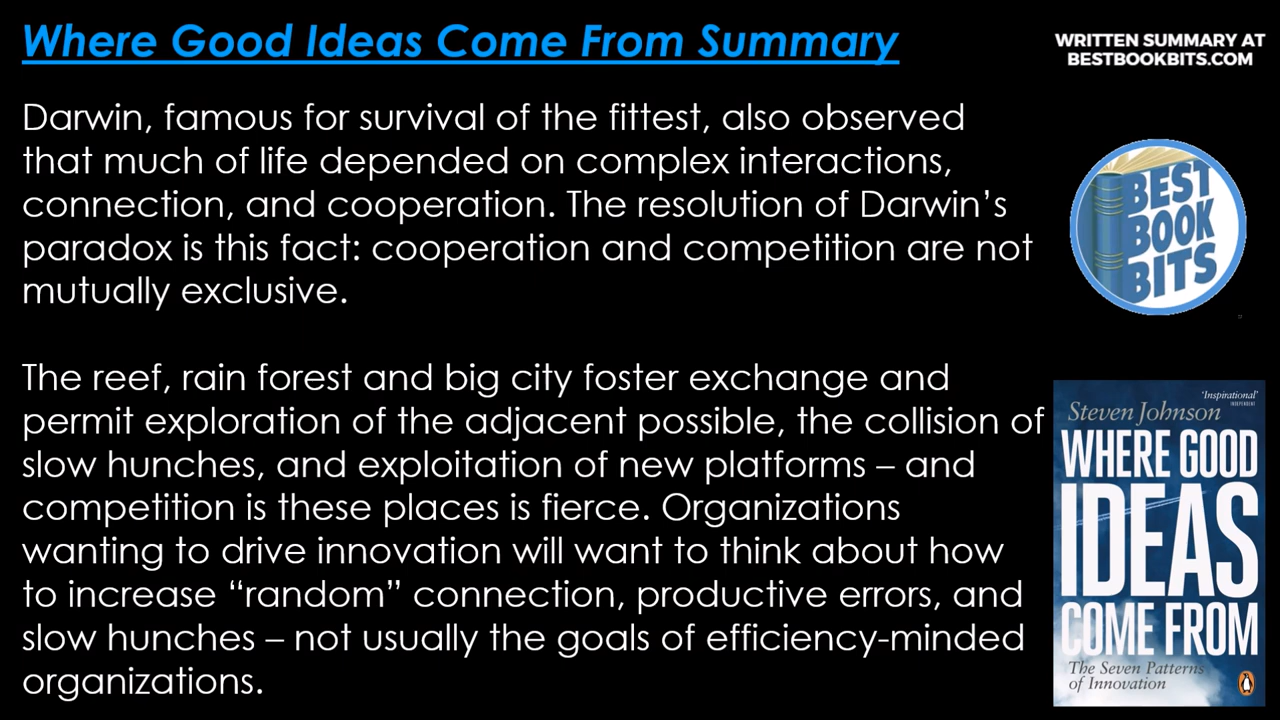 Where Good Ideas Come From Summary
WRITTEN SUMMARY AT
BESTBOOKBITS.COM
Darwin, famous for survival of the fittest, also observed
that much of life depended on complex interactions,
connection, and cooperation. The resolution of Darwin’s
paradox is this fact: cooperation and competition are not
mutually exclusive.
The reef, rain forest and big city foster exchange and
permit exploration of the adjacent possible, the collision of
slow hunches, and exploitation of new platforms – and
competition is these places is fierce. Organizations
wanting to drive innovation will want to think about how
to increase “random” connection, productive errors, and
slow hunches – not usually the goals of efficiency-minded
organizations.
BEST
BOOK
BITS
'Inspirational'
INDEPENDENT
Steven Johnson
WHERE GOOD
IDEAS
COME FROM
The Seven Patterns
of Innovation